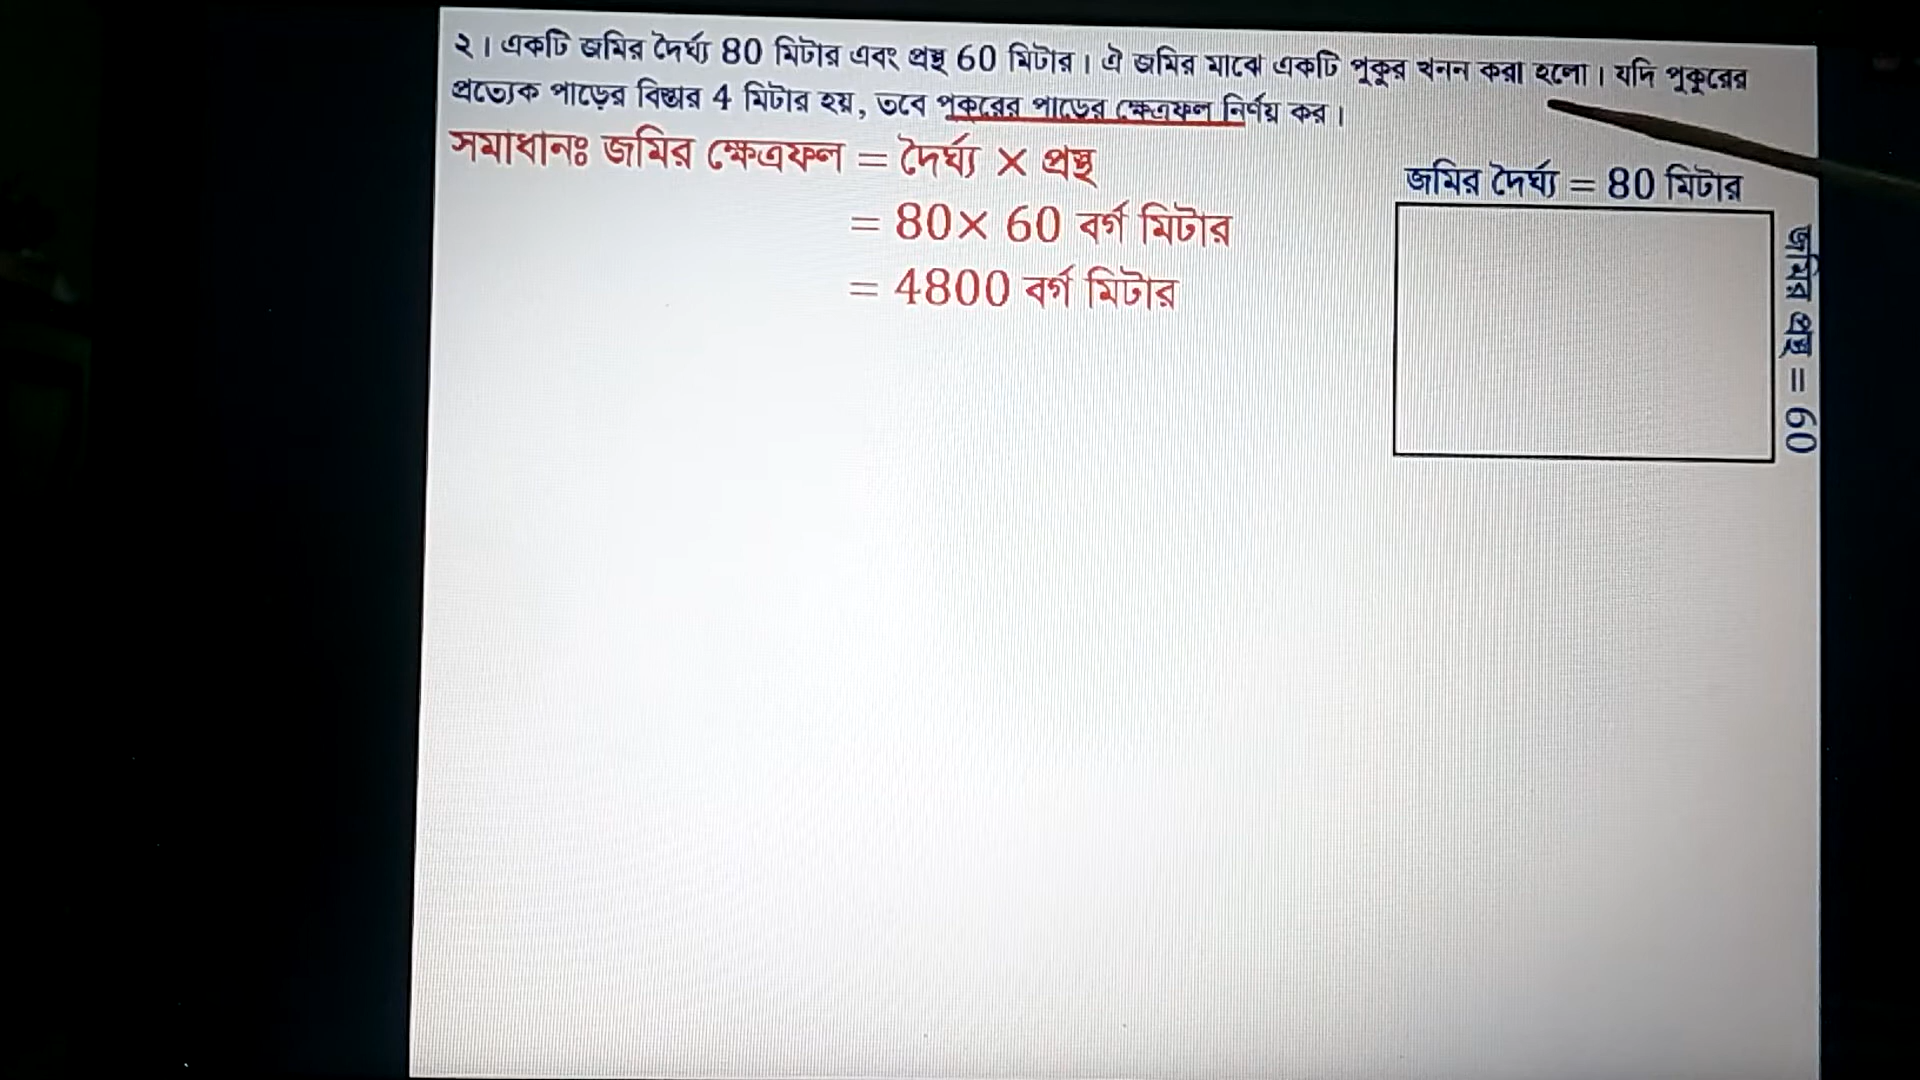 ২। একটি জমির দৈর্ঘ্য 80 মিটার এবং প্রস্থ 60 মিটার। ঐ জমির মাঝে একটি পুকুর খনন করা হলো। যদি পুকুরের
প্রত্যেক পাড়ের বিস্তার 4 মিটার হয়, তবে পুকুরের পাড়ের ক্ষেত্রফল নির্ণয় কর।
সমাধানঃ জমির ক্ষেত্রফল = দৈর্ঘ্য × প্রস্থ
= 80× 60 বর্গ মিটার
= 4800 বর্গ মিটার
জমির দৈর্ঘ্য = 80 মিটার
জমির প্রস্থ = 60